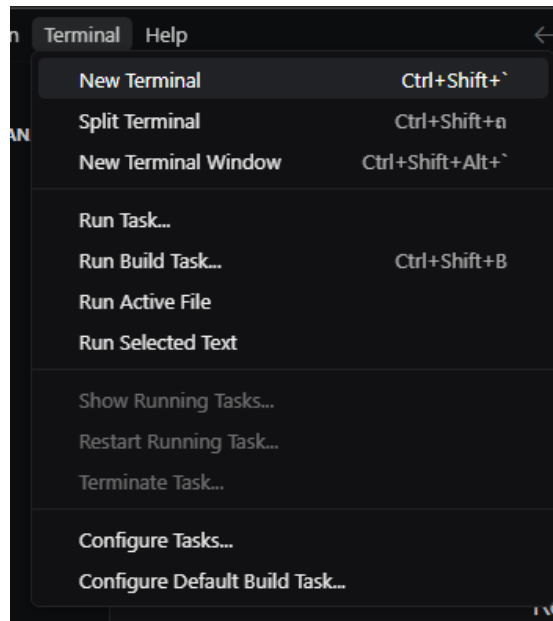 Terminal Help
New Terminal Ctrl+Shift+`
Split Terminal Ctrl+Shift+ถ
New Terminal Window Ctrl+Shift+Alt+`
Run Task...
Run Build Task... Ctrl+Shift+B
Run Active File
Run Selected Text
Show Running Tasks...
Restart Running Task...
Terminate Task...
Configure Tasks...
Configure Default Build Task...